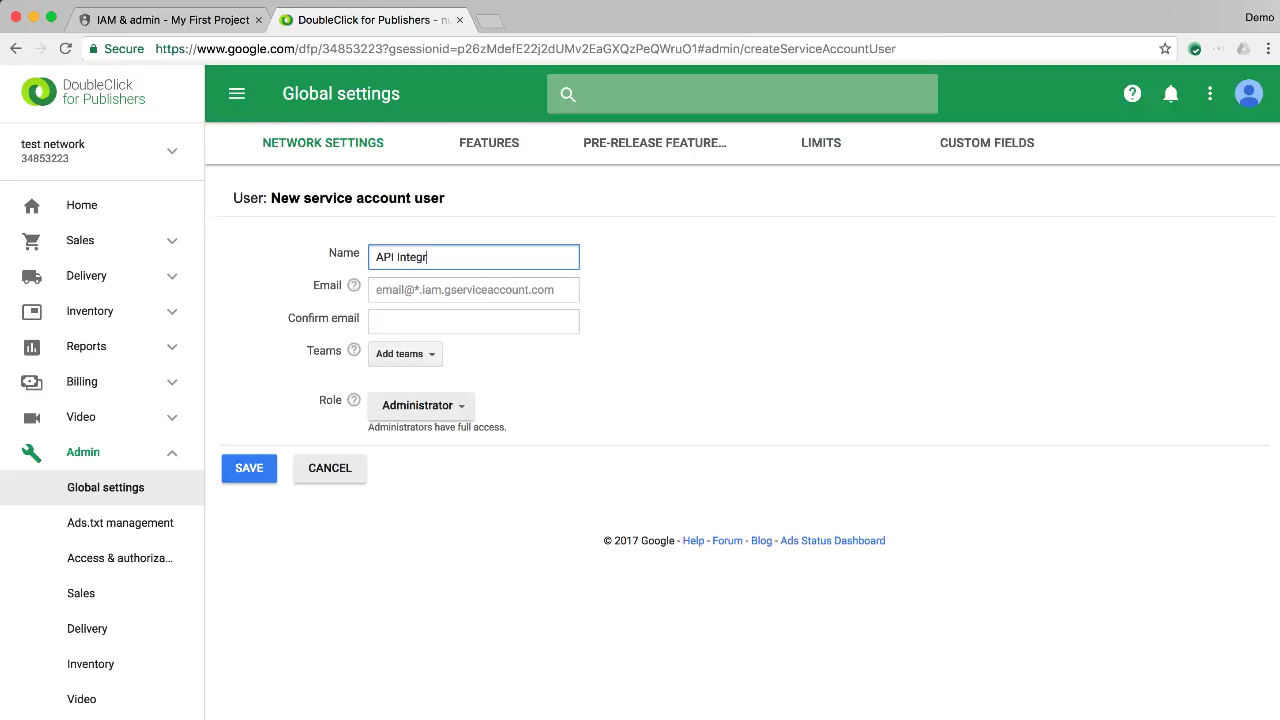 IAM & admin - My First Project
DoubleClick for Publishers -
Demo
Secure
https://www.google.com/dfp/34853223?gsessionid=p26zMdefE22j2dUMv2EaGXQzPeQWruO1#admin/createServiceAccountUser
DoubleClick
for Publishers
Global settings
test network
34853223
NETWORK SETTINGS
FEATURES
PRE-RELEASE FEATURE...
LIMITS
CUSTOM FIELDS
Home
Sales
Delivery
Inventory
Reports
Billing
Video
Admin
Global settings
Ads.txt management
Access & authoriza...
Sales
Delivery
Inventory
Video
User: New service account user
Name
API Integr
Email ?
email@*.iam.gserviceaccount.com
Confirm email
Teams ?
Add teams
Role ?
Administrator
Administrators have full access.
SAVE
CANCEL
© 2017 Google - Help - Forum - Blog - Ads Status Dashboard